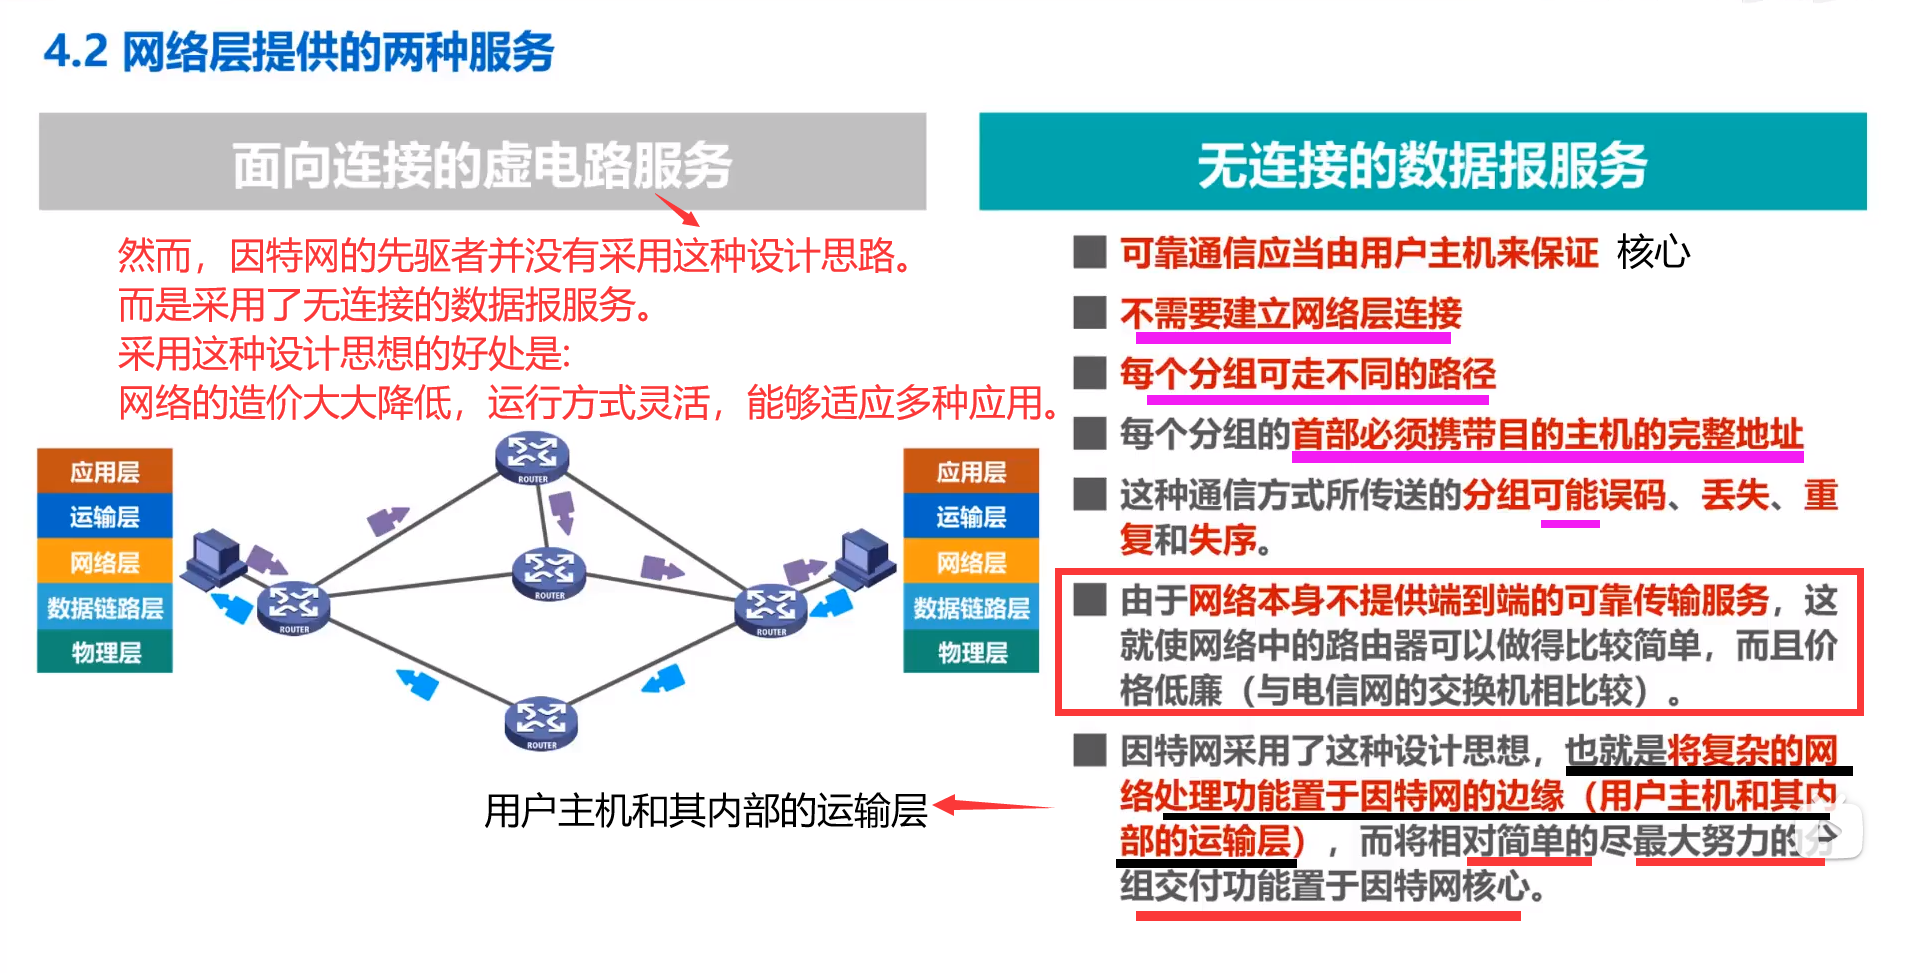 4.2 网络层提供的两种服务
面向连接的虚电路服务
然而，因特网的先驱者并没有采用这种设计思路。
而是采用了无连接的数据报服务。
采用这种设计思想的好处是:
网络的造价大大降低，运行方式灵活，能够适应多种应用。
应用层
运输层
网络层
数据链路层
物理层
ROUTER
ROUTER
ROUTER
ROUTER
ROUTER
应用层
运输层
网络层
数据链路层
物理层
用户主机和其内部的运输层
无连接的数据报服务
可靠通信应当由用户主机来保证 核心
不需要建立网络层连接
每个分组可走不同的路径
每个分组的首部必须携带目的主机的完整地址
这种通信方式所传送的分组可能误码、丢失、重
复和失序。
由于网络本身不提供端到端的可靠传输服务，这
就使网络中的路由器可以做得比较简单，而且价
格低廉（与电信网的交换机相比较）。
因特网采用了这种设计思想，也就是将复杂的网
络处理功能置于因特网的边缘（用户主机和其内
部的运输层），而将相对简单的尽最大努力的分
组交付功能置于因特网核心。